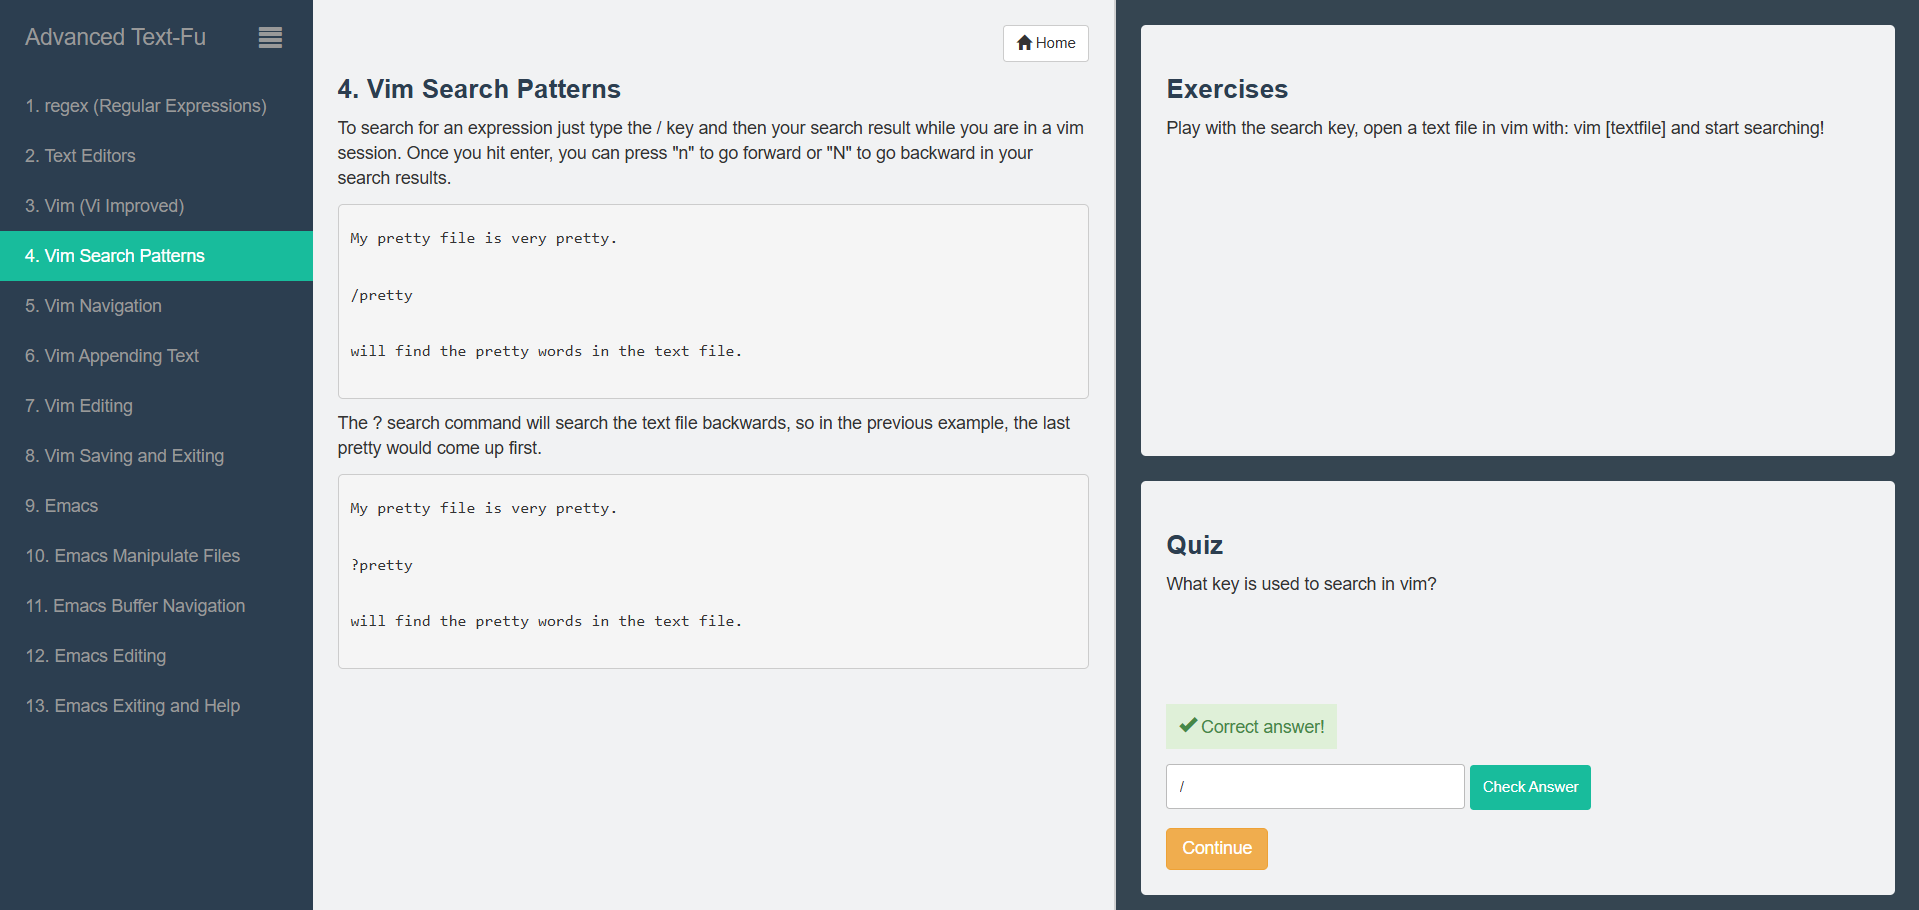 Advanced Text-Fu
1. regex (Regular Expressions)
2. Text Editors
3. Vim (Vi Improved)
4. Vim Search Patterns
5. Vim Navigation
6. Vim Appending Text
7. Vim Editing
8. Vim Saving and Exiting
9. Emacs
10. Emacs Manipulate Files
11. Emacs Buffer Navigation
12. Emacs Editing
13. Emacs Exiting and Help
Home
4. Vim Search Patterns
To search for an expression just type the / key and then your search result while you are in a vim
session. Once you hit enter, you can press "n" to go forward or "N" to go backward in your
search results.
My pretty file is very pretty.
/pretty
will find the pretty words in the text file.
The ? search command will search the text file backwards, so in the previous example, the last
pretty would come up first.
My pretty file is very pretty.
?pretty
will find the pretty words in the text file.
Exercises
Play with the search key, open a text file in vim with: vim [textfile] and start searching!
Quiz
What key is used to search in vim?
Correct answer!
/
Check Answer
Continue